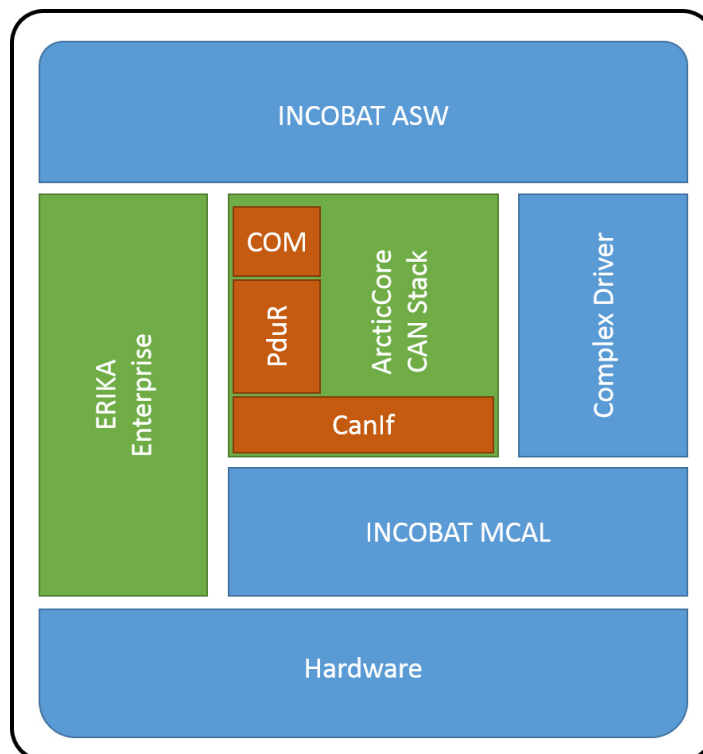 INCOBAT ASW
ERIKA
Enterprise
COM
PduR
ArcticCore
CAN Stack
CanIf
Complex Driver
INCOBAT MCAL
Hardware